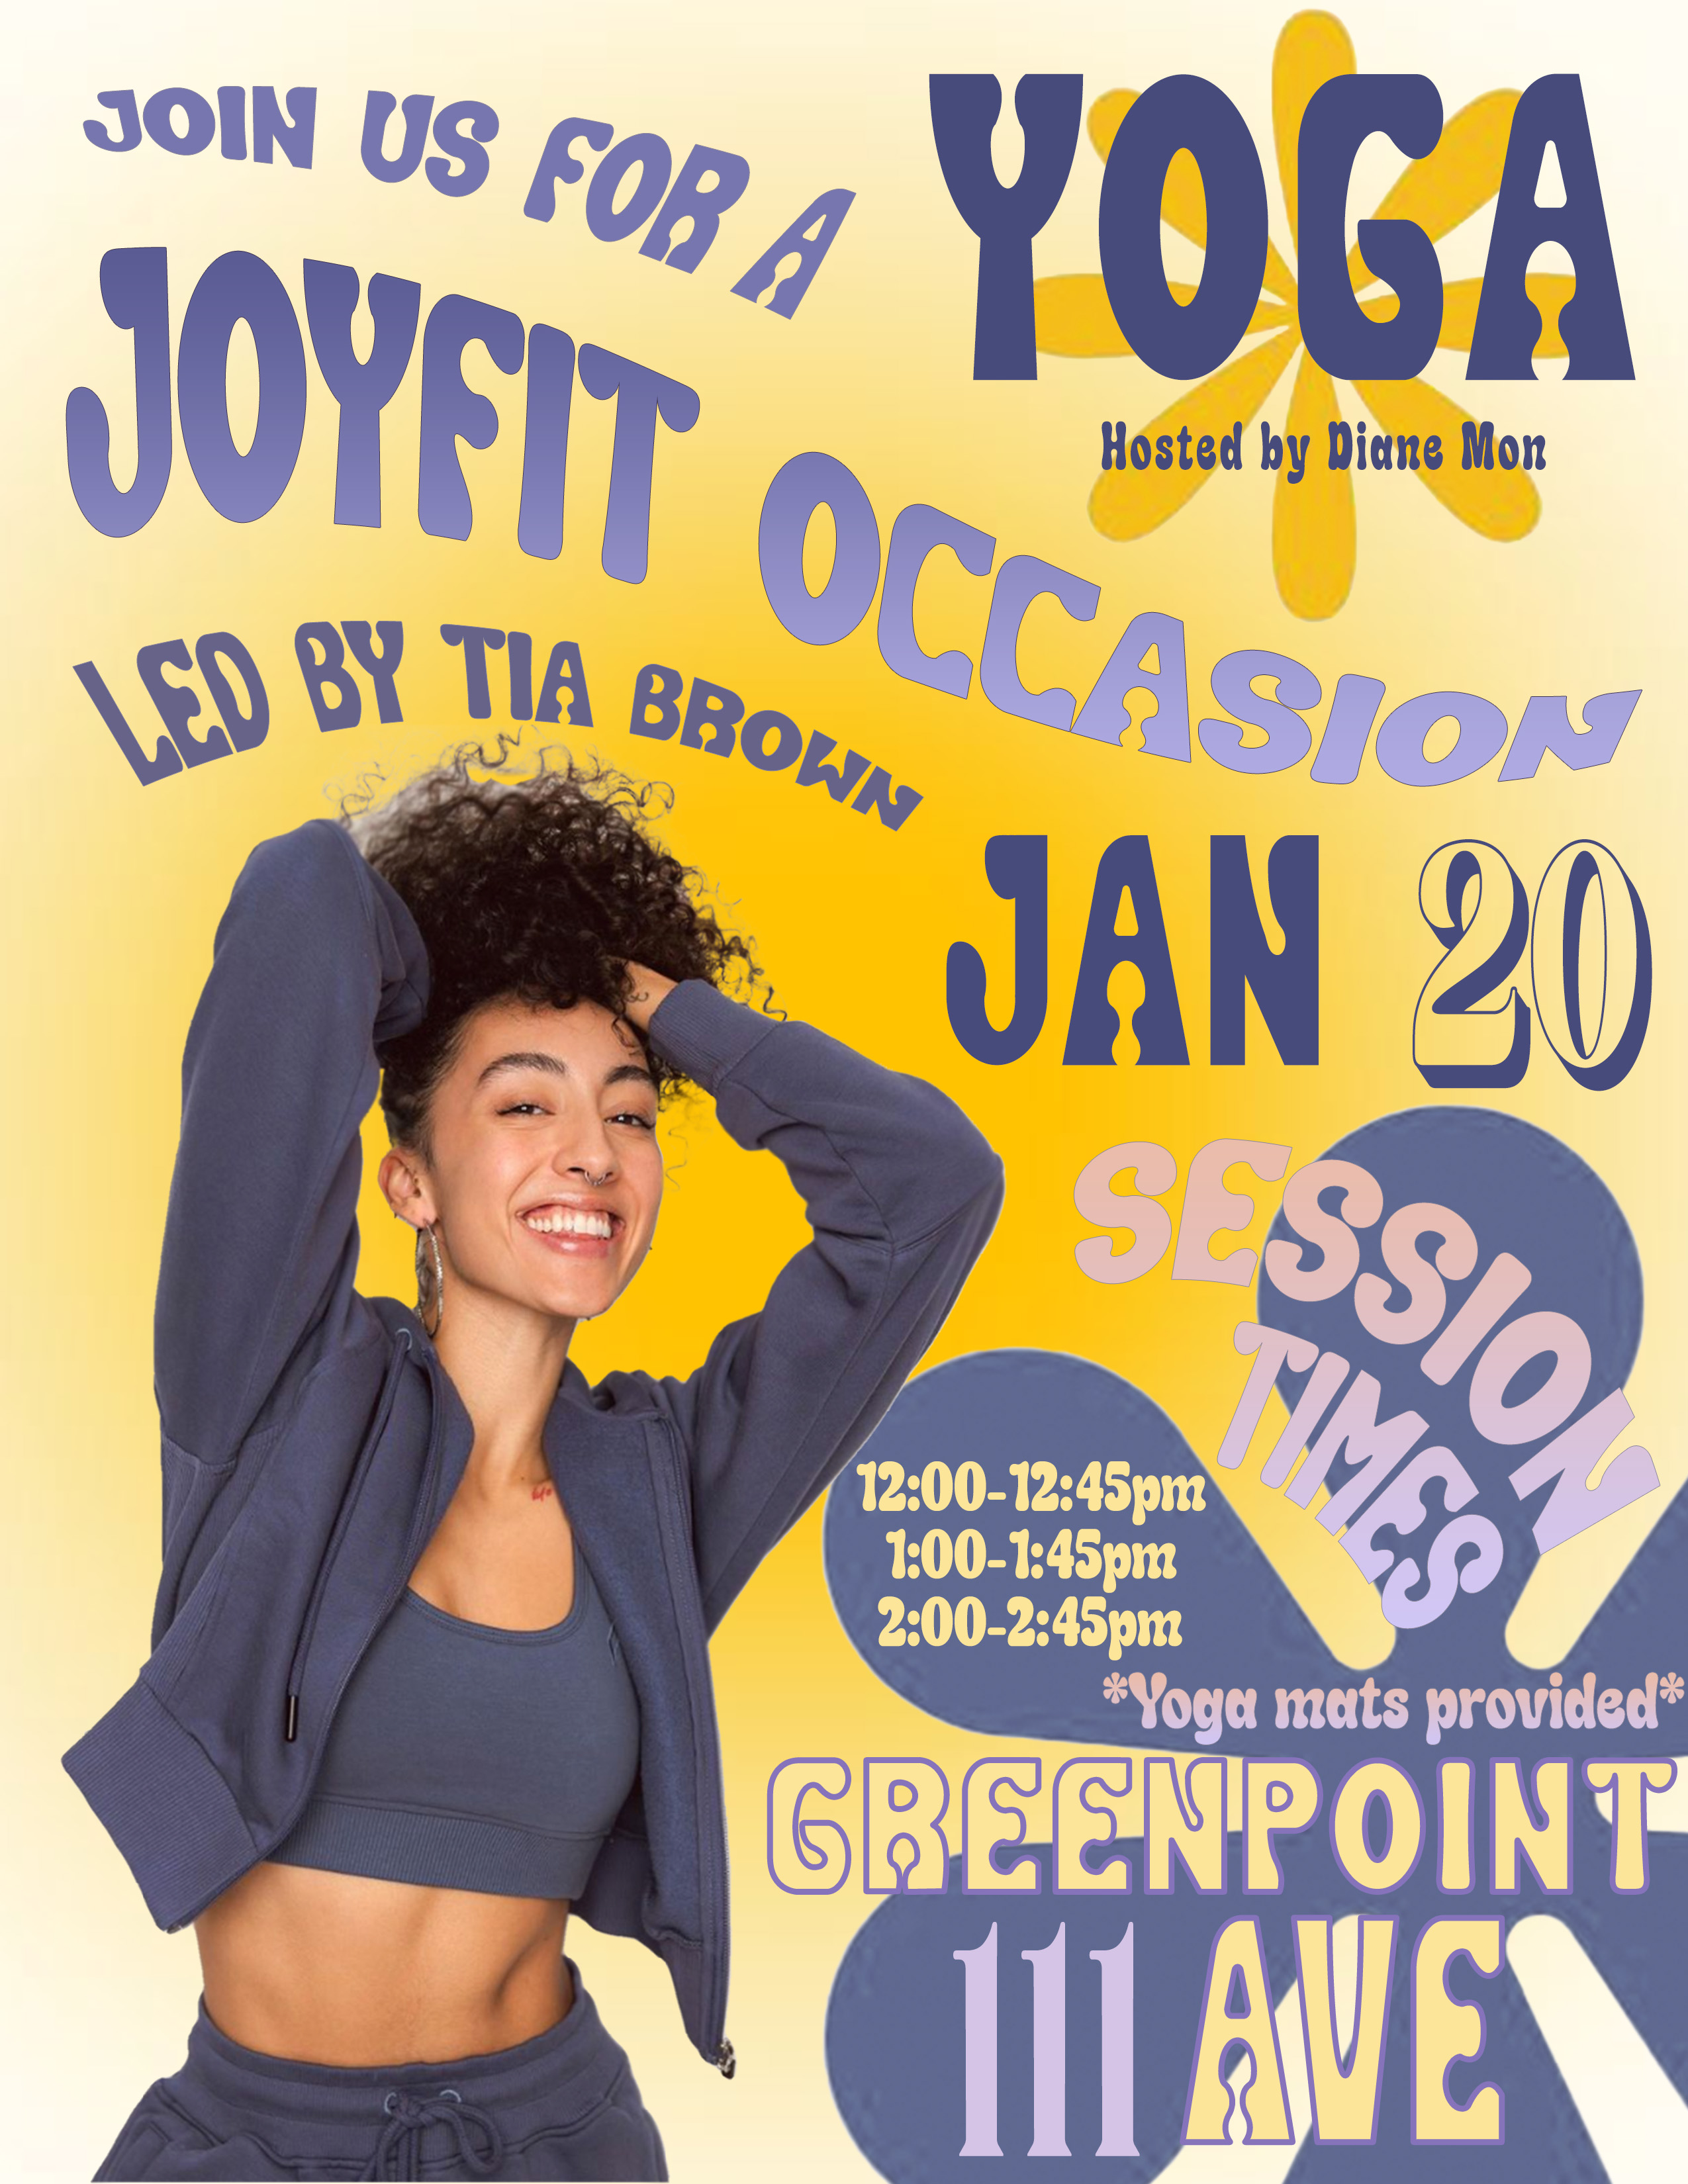 JOIN US FOR A
YOGA
Hosted by Diane Mon
JOYFIT OCCASION
LED BY TIA BROWN
JAN 20
SESSION
TIMES
12:00-12:45pm
1:00-1:45pm
2:00-2:45pm
*Yoga mats provided*
GREENPOINT
111 AVE